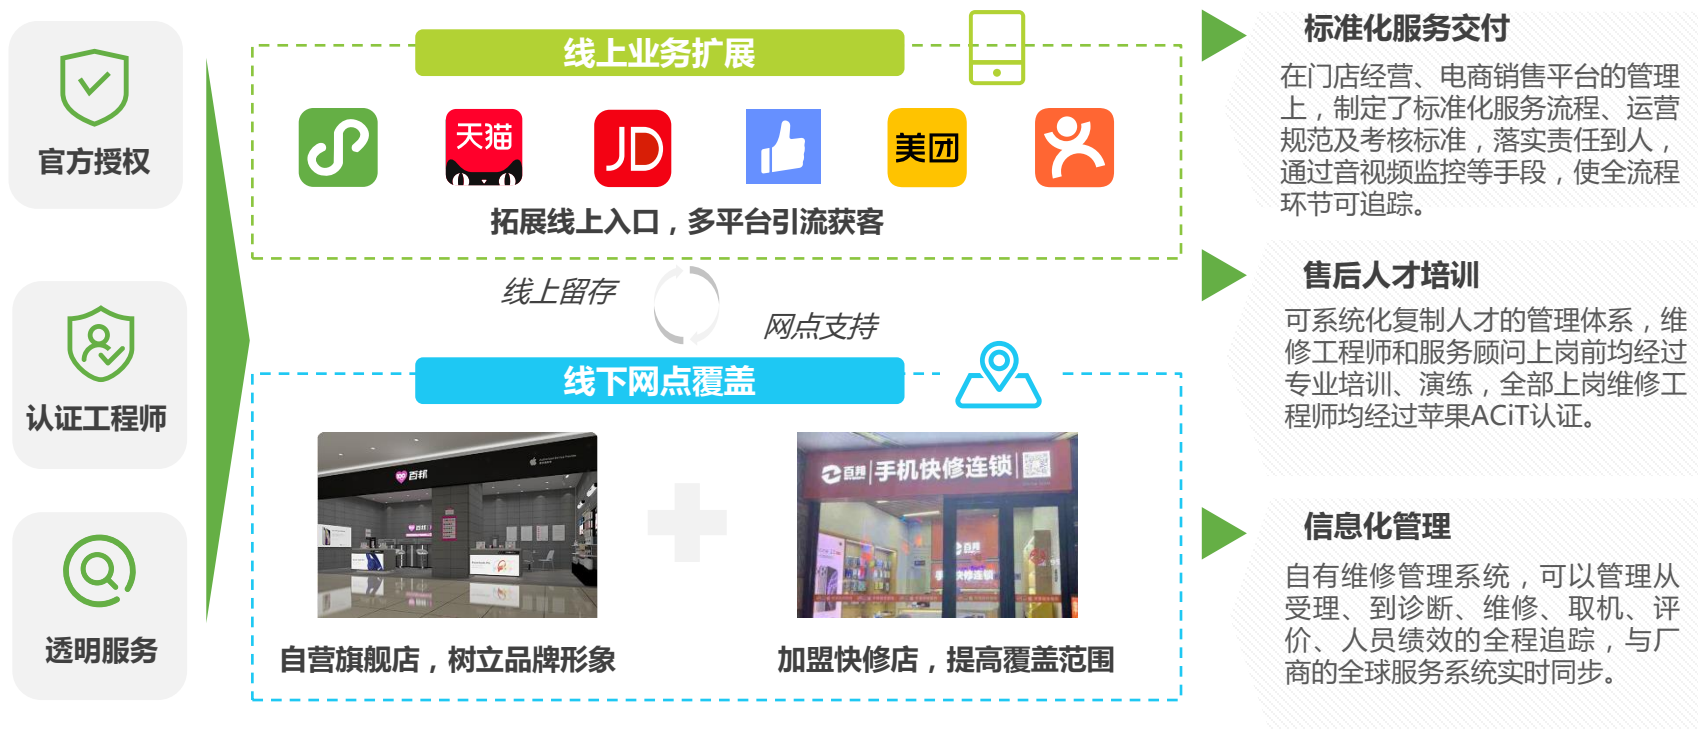 官方授权
认证工程师
透明服务
线上业务扩展
天猫
JD
美团
拓展线上入口，多平台引流获客
线上留存
网点支持
线下网点覆盖
百邦
百邦
百邦
手机快修连锁
百邦
手机快修连锁
自营旗舰店，树立品牌形象
加盟快修店，提高覆盖范围
标准化服务交付
在门店经营、电商销售平台的管理
上，制定了标准化服务流程、运营
规范及考核标准，落实责任到人，
通过音视频监控等手段，使全流程
环节可追踪。
售后人才培训
可系统化复制人才的管理体系，维
修工程师和服务顾问上岗前均经过
专业培训、演练，全部上岗维修工
程师均经过苹果ACiT认证。
信息化管理
自有维修管理系统，可以管理从
受理、到诊断、维修、取机、评
价、人员绩效的全程追踪，与厂
商的全球服务系统实时同步。